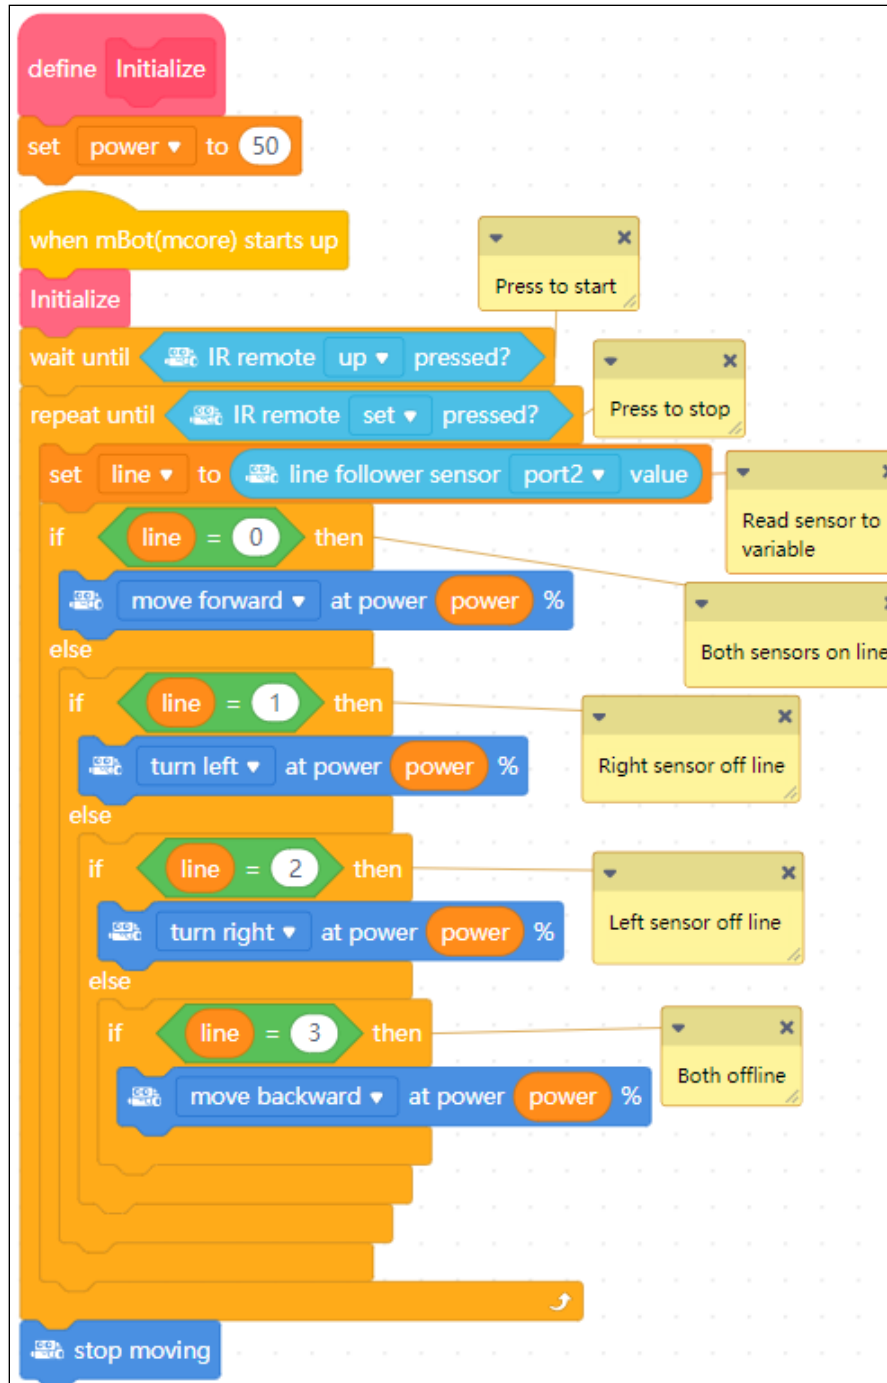 define Initialize
set power to 50
when mBot(mcore) starts up
Press to start
Initialize
wait until IR remote up pressed?
repeat until IR remote set pressed?
Press to stop
set line to line follower sensor port2 value
Read sensor to
variable
if line = 0 then
move forward at power power %
Both sensors on line
else
if line = 1 then
turn left at power power %
Right sensor off line
else
if line = 2 then
turn right at power power %
Left sensor off line
else
if line = 3 then
move backward at power power %
Both offline
stop moving